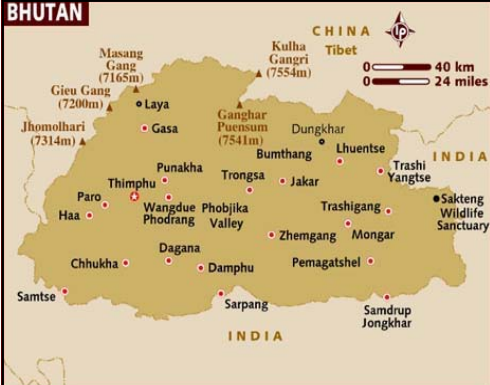 BHUTAN
CHINA
Tibet
lp
0 40 km
0 24 miles
Masang
Gang
(7165m)
Kulha
Gangri
(7554m)
Gieu Gang
(7200m)
Laya
Jhomolhari
(7314m)
Gasa
Ganghar
Puensum
(7541m)
Dungkhar
Bumthang
Lhuentse
INDIA
Trashi
Yangtse
Punakha
Thimphu
Trongsa
Jakar
Paro
Haa
Wangdue
Phodrang
Phobjika
Valley
Trashigang
Sakteng
Wildlife
Sanctuary
Zhemgang
Mongar
Dagana
Chhukha
Damphu
Pemagatshel
Samtse
Sarpang
Samdrup
Jongkhar
INDIA